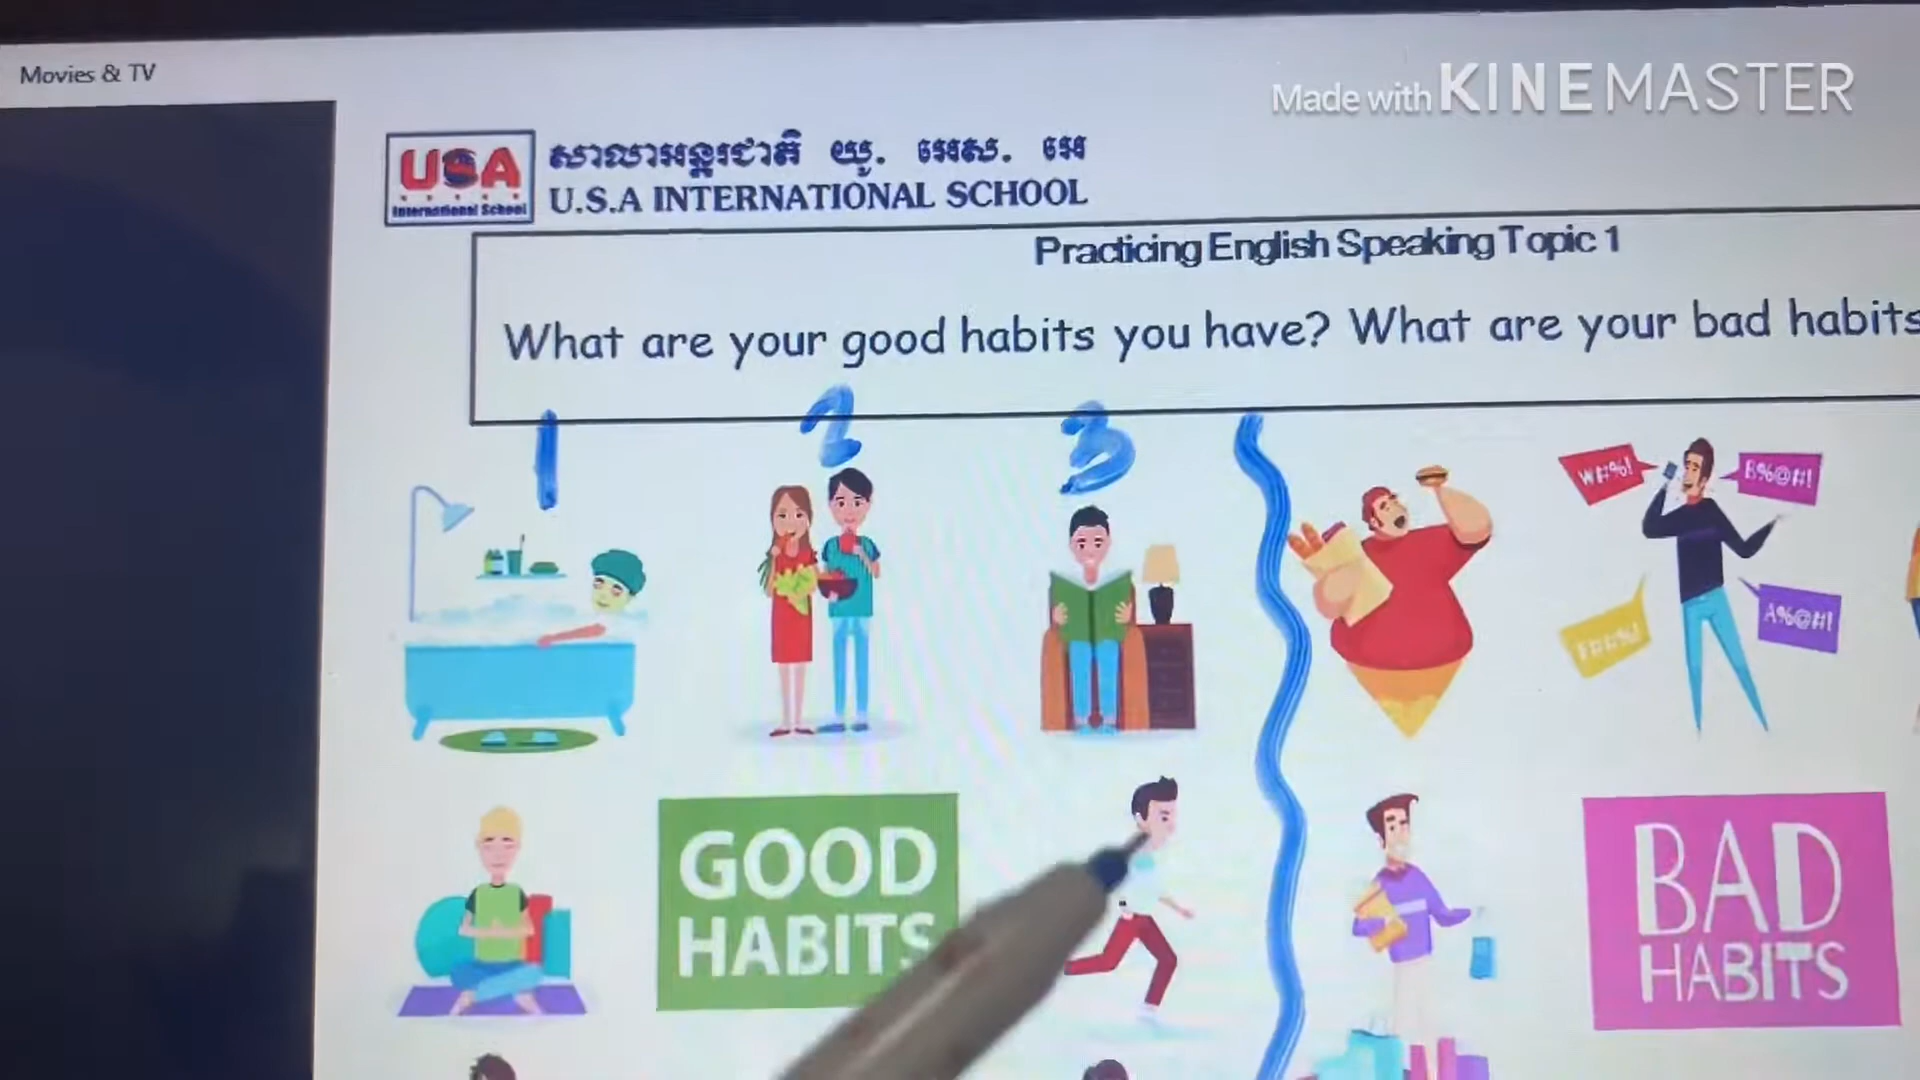 Movies & TV
Made with KINEMASTER
USA
International School
សាលាអន្តរជាតិ យូ. អេស. អេ
U.S.A INTERNATIONAL SCHOOL
Practicing English Speaking Topic 1
What are your good habits you have? What are your bad habits
1 2 3
W#%!
B%@#!
A%@#!
GOOD
HABITS
BAD
HABITS